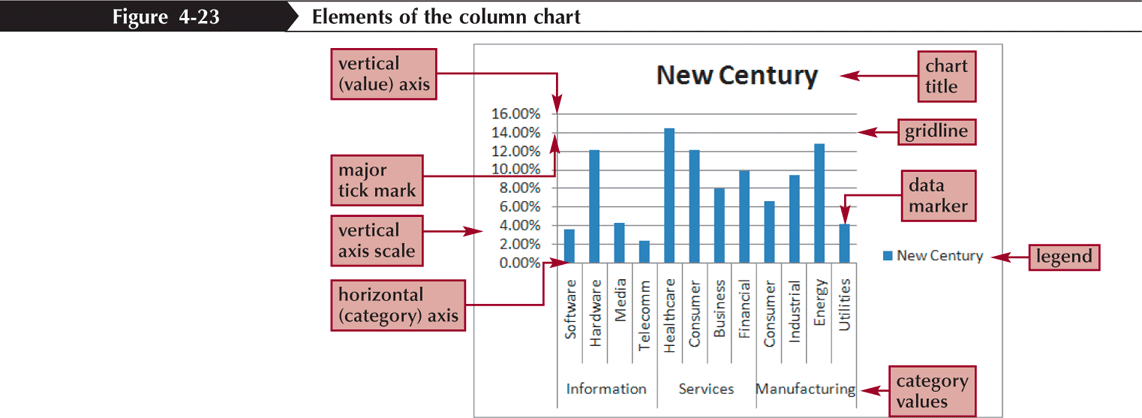 Figure 4-23
Elements of the column chart
vertical
(value) axis
New Century
chart
title
16.00%
14.00%
12.00%
10.00%
8.00%
6.00%
4.00%
2.00%
0.00%
gridline
major
tick mark
data
marker
vertical
axis scale
New Century
legend
horizontal
(category) axis
Software
Hardware
Media
Telecomm
Healthcare
Consumer
Business
Financial
Consumer
Industrial
Energy
Utilities
Information
Services
Manufacturing
category
values